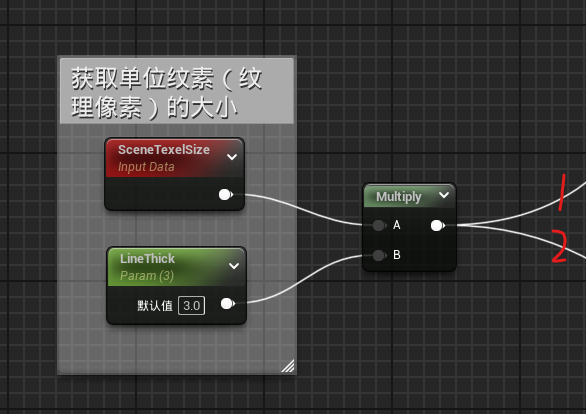 获取单位纹素（纹
理像素）的大小
SceneTexelSize
Input Data
LineThick
Param (3)
默认值 3.0
Multiply
A
B
1
2